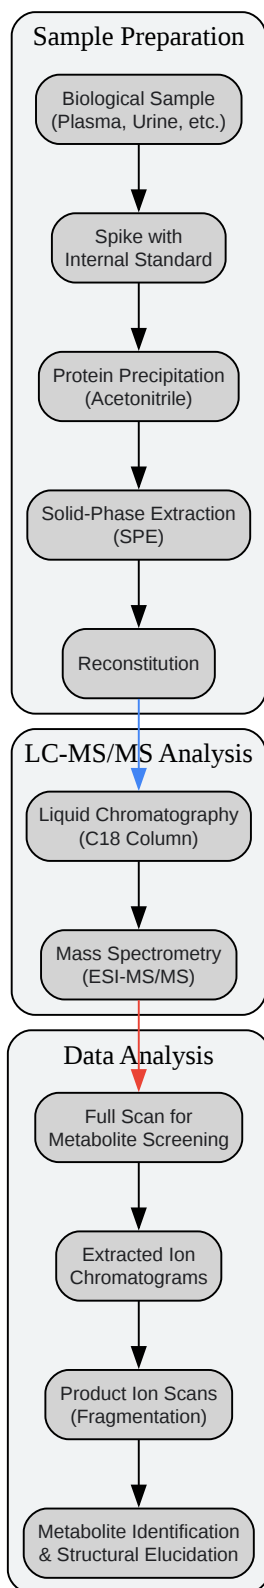 Sample Preparation
Biological Sample
(Plasma, Urine, etc.)
Spike with
Internal Standard
Protein Precipitation
(Acetonitrile)
Solid-Phase Extraction
(SPE)
Reconstitution
LC-MS/MS Analysis
Liquid Chromatography
(C18 Column)
Mass Spectrometry
(ESI-MS/MS)
Data Analysis
Full Scan for
Metabolite Screening
Extracted Ion
Chromatograms
Product Ion Scans
(Fragmentation)
Metabolite Identification
& Structural Elucidation